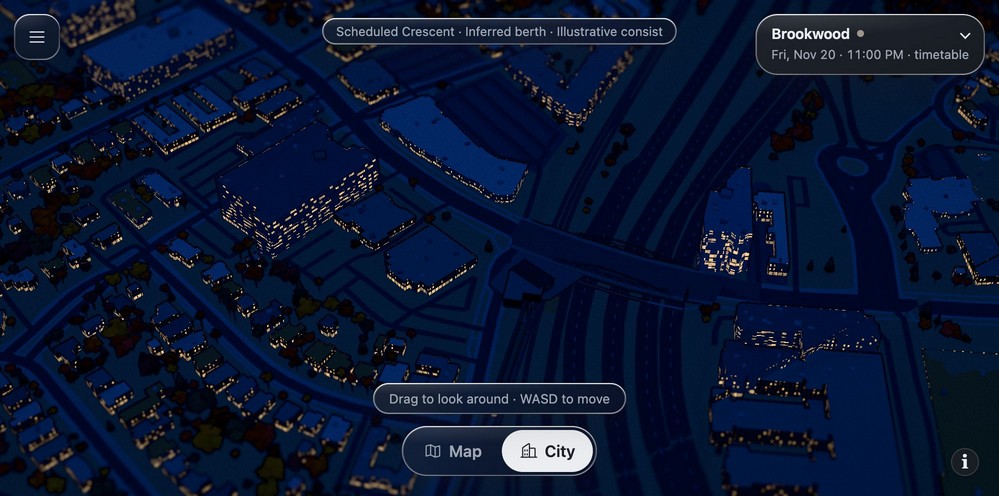 Scheduled Crescent · Inferred berth · Illustrative consist
Brookwood
Fri, Nov 20 · 11:00 PM · timetable
Drag to look around · WASD to move
Map
City